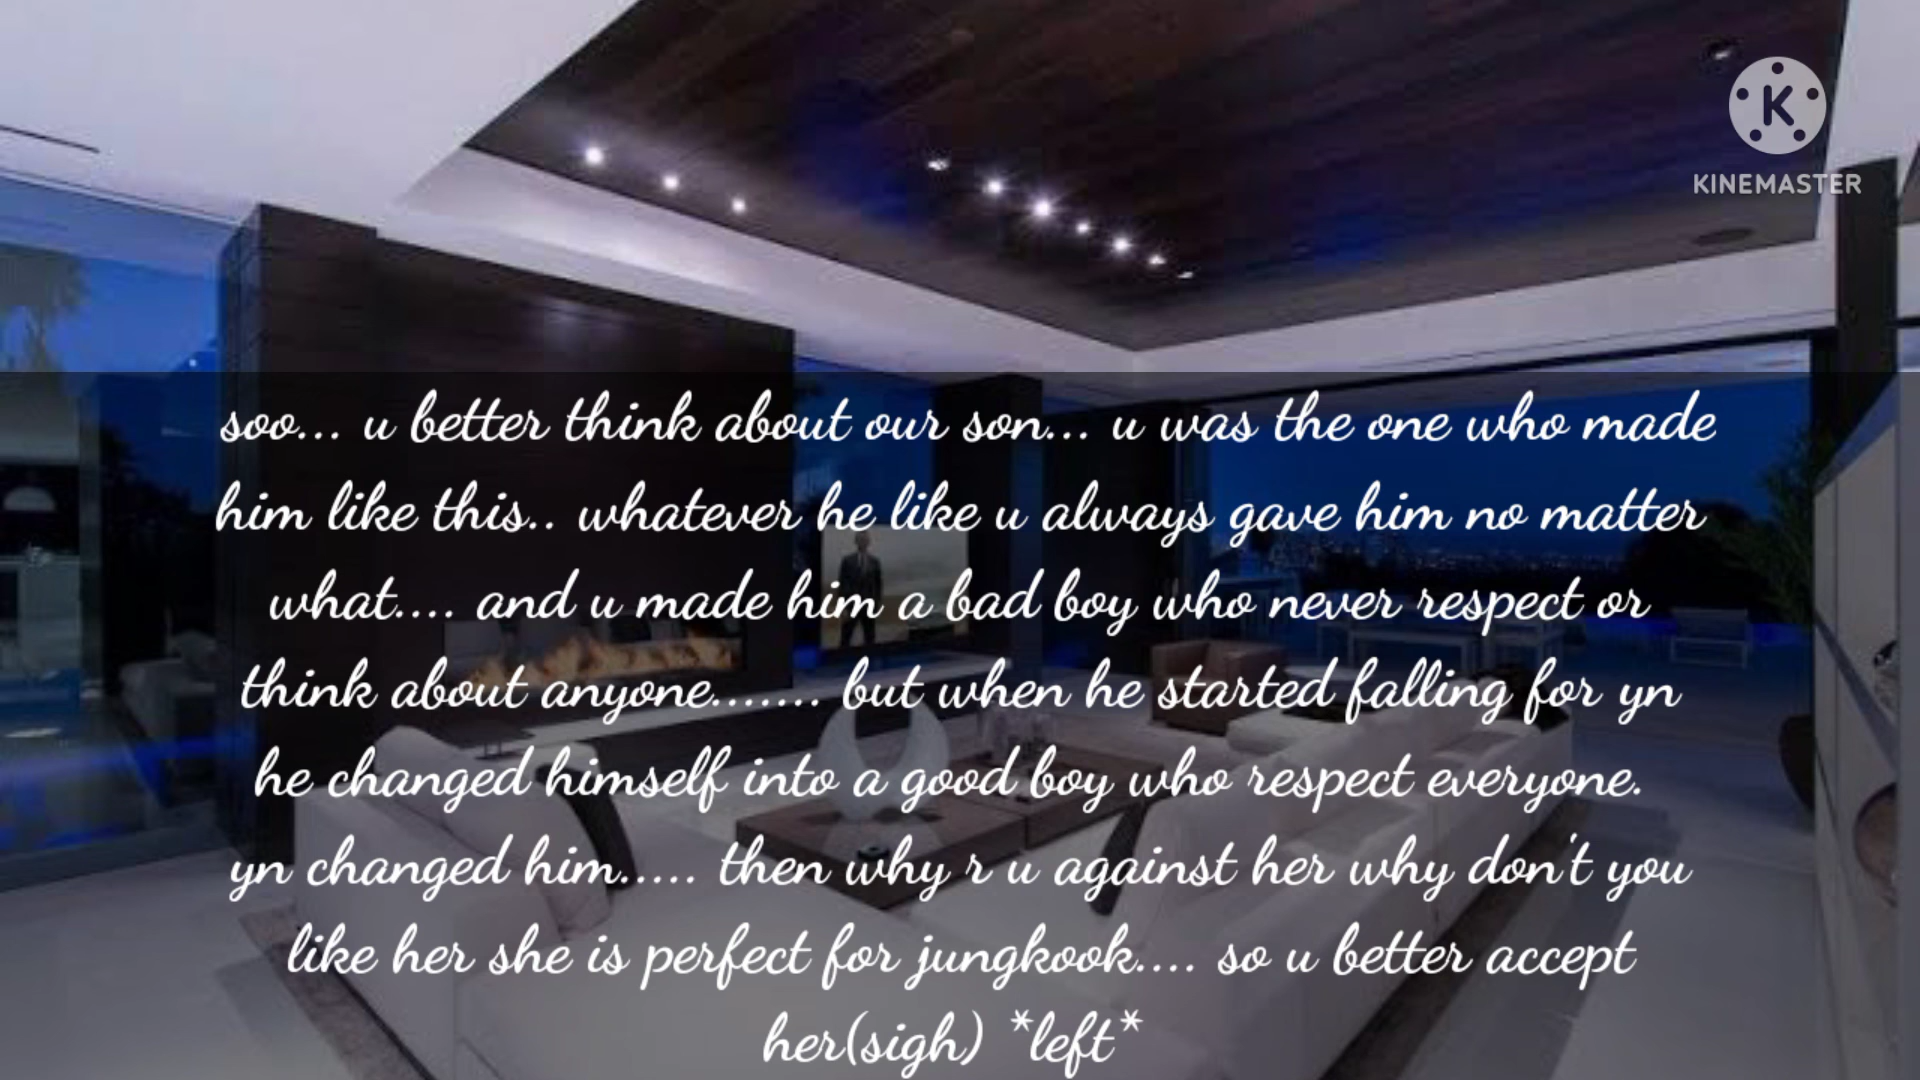 K
KINEMASTER
soo... u better think about our son... u was the one who made
him like this.. whatever he like u always gave him no matter
what.... and u made him a bad boy who never respect or
think about anyone....... but when he started falling for yn
he changed himself into a good boy who respect everyone.
yn changed him..... then why r u against her why don't you
like her she is perfect for jungkook.... so u better accept
her(sigh) *left*